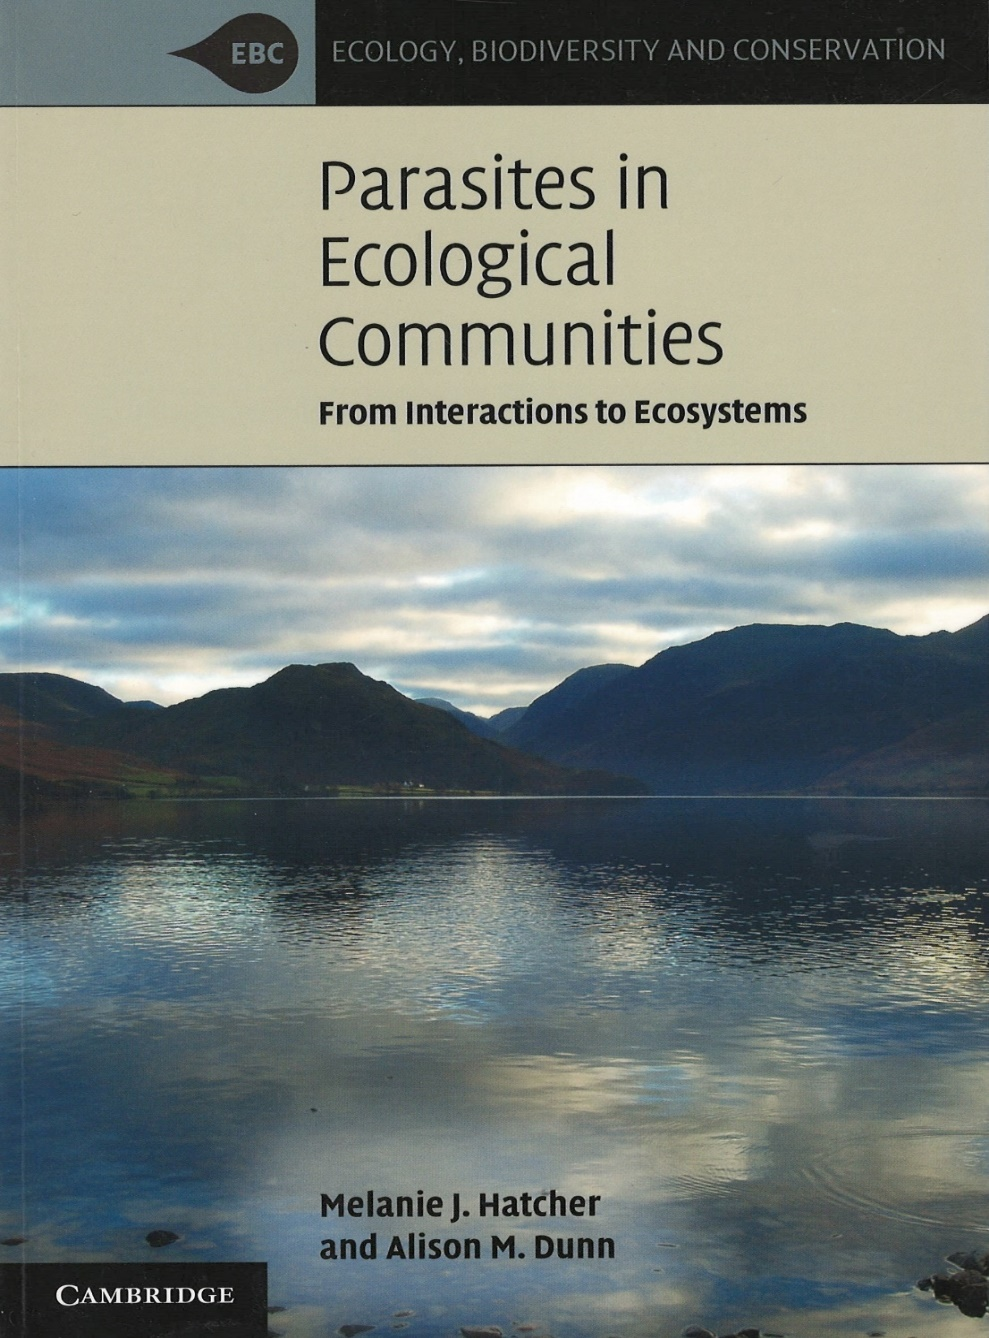 EBC
ECOLOGY, BIODIVERSITY AND CONSERVATION
Parasites in
Ecological
Communities
From Interactions to Ecosystems
Melanie J. Hatcher
and Alison M. Dunn
CAMBRIDGE